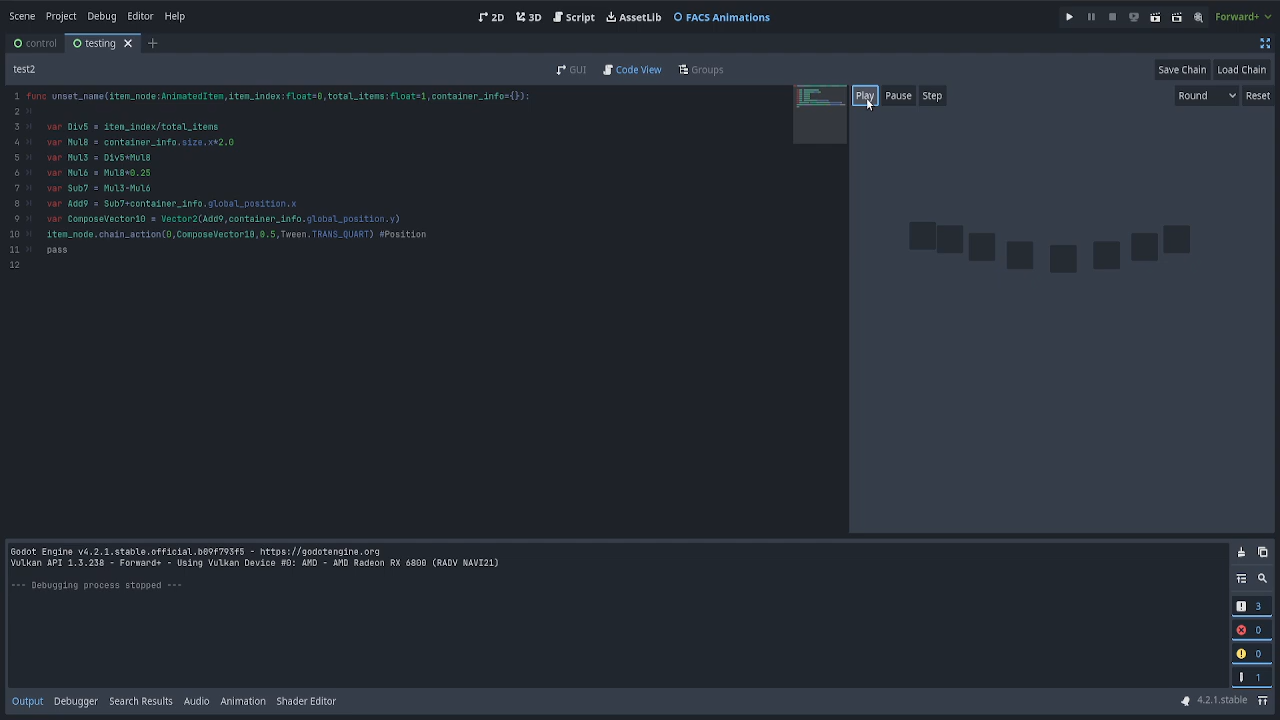 Scene Project Debug Editor Help
2D 3D Script AssetLib FACS Animations
Forward+
control testing
test2
GUI Code View Groups
Save Chain Load Chain
1 func unset_name(item_node:AnimatedItem,item_index:float=0,total_items:float=1,container_info={}):
2
3 var Div5 = item_index/total_items
4 var Mul8 = container_info.size.x*2.0
5 var Mul3 = Div5*Mul8
6 var Mul6 = Mul8*0.25
7 var Sub7 = Mul3-Mul6
8 var Add9 = Sub7+container_info.global_position.x
9 var ComposeVector10 = Vector2(Add9,container_info.global_position.y)
10 item_node.chain_action(0,ComposeVector10,0.5,Tween.TRANS_QUART) #Position
11 pass
12
Play Pause Step
Round Reset
Godot Engine v4.2.1.stable.official.b09f793f5 - https://godotengine.org
Vulkan API 1.3.238 - Forward+ - Using Vulkan Device #0: AMD - AMD Radeon RX 6800 (RADV NAVI21)
--- Debugging process stopped ---
3
0
0
1
Output Debugger Search Results Audio Animation Shader Editor
4.2.1.stable